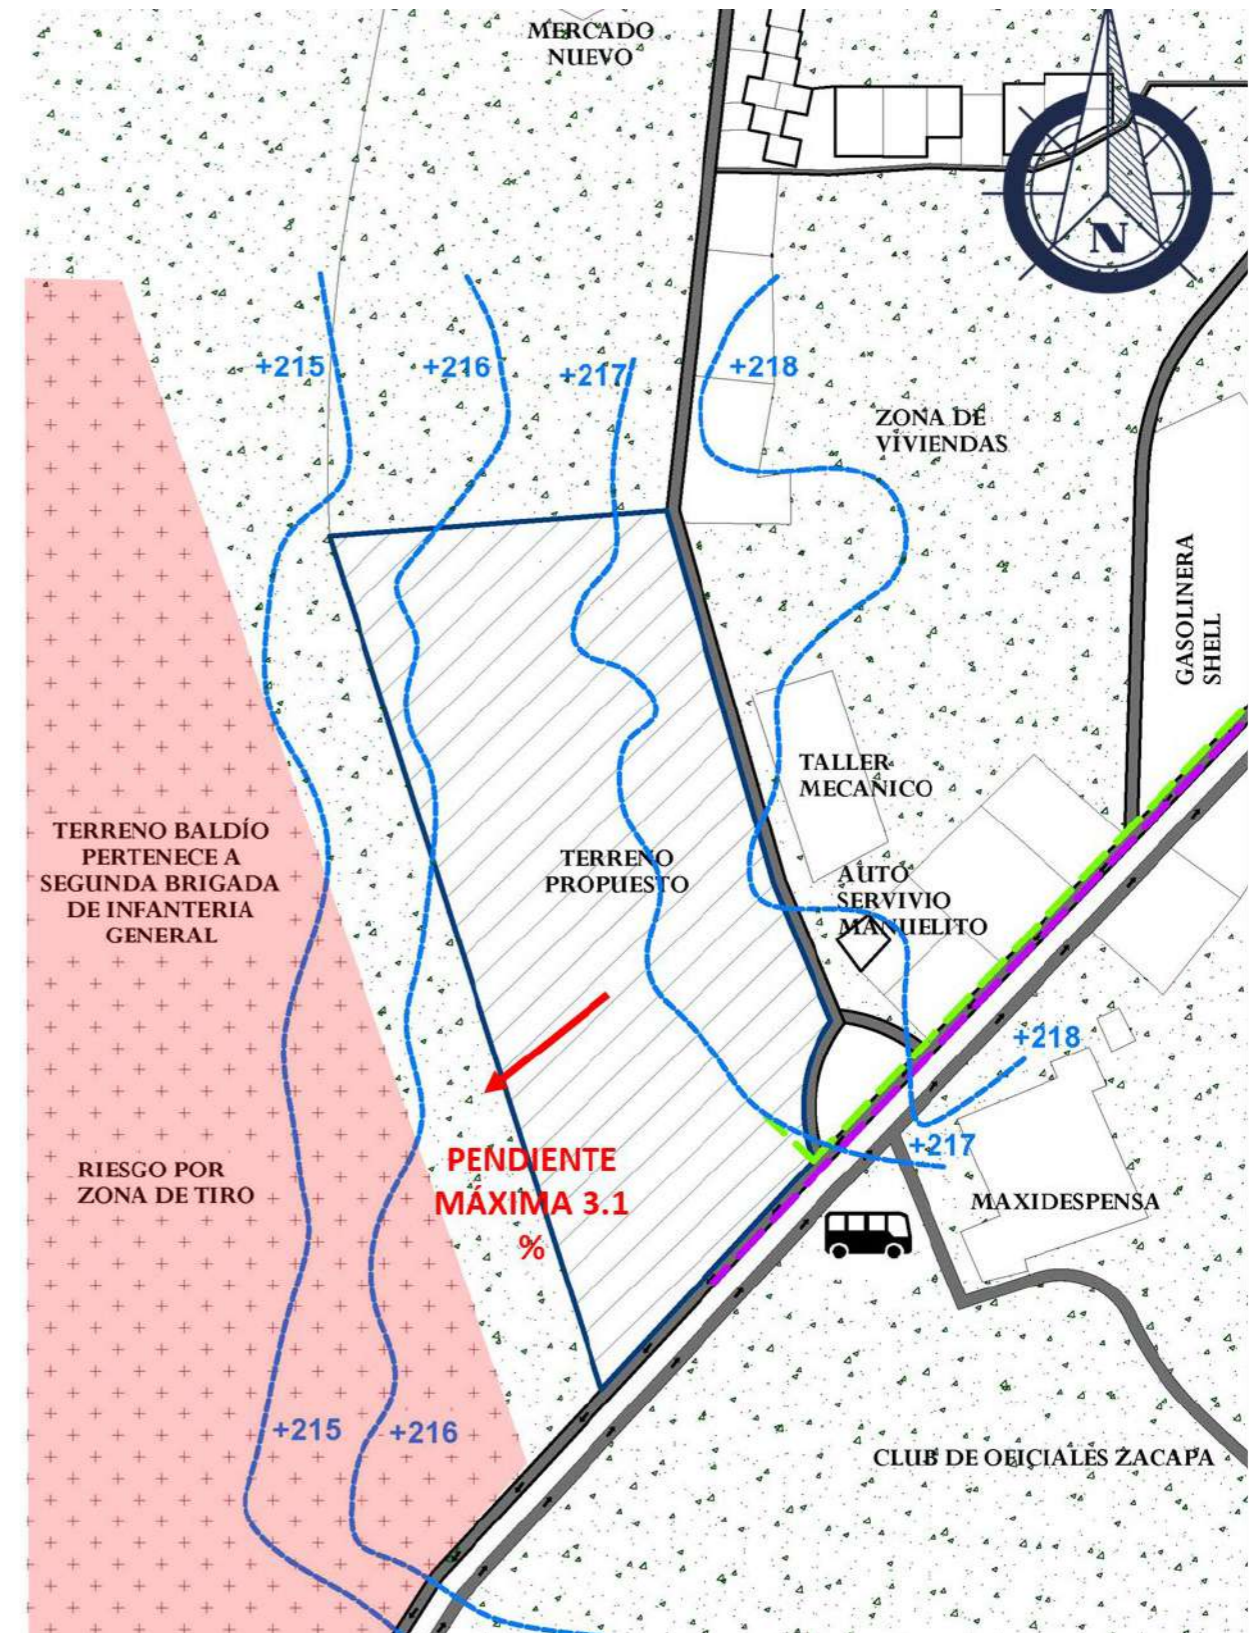 MERCADO
NUEVO
N
+215
+216
+217
+218
ZONA DE
VIVIENDAS
GASOLINERA
SHELL
TALLER
MECANICO
TERRENO BALDÍO
PERTENECE A
SEGUNDA BRIGADA
DE INFANTERIA
GENERAL
TERRENO
PROPUESTO
AUTO
SERVIVIO
MANUELITO
+218
+217
RIESGO POR
ZONA DE TIRO
PENDIENTE
MÁXIMA 3.1
%
MAXIDESPENSA
+215
+216
CLUB DE OFICIALES ZACAPA